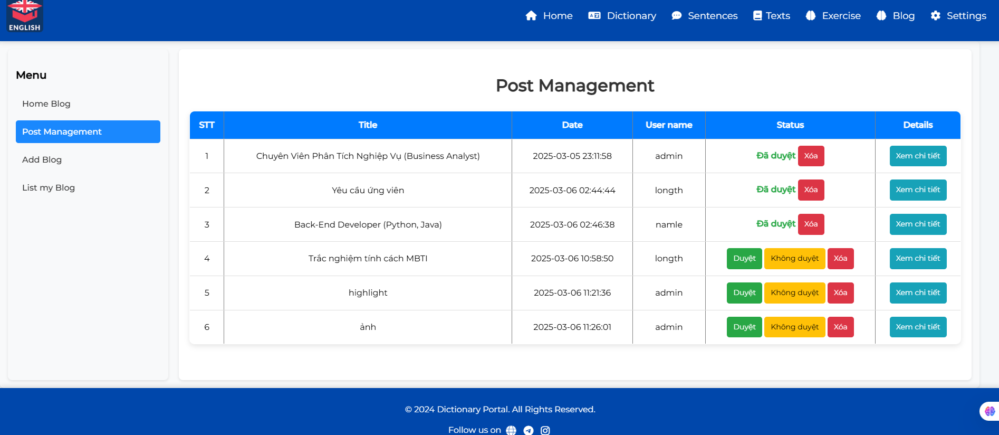 ENGLISH
Home Dictionary Sentences Texts Exercise Blog Settings
Menu
Home Blog
Post Management
Add Blog
List my Blog
Post Management
STT Title Date User name Status Details
1 Chuyên Viên Phân Tích Nghiệp Vụ (Business Analyst) 2025-03-05 23:11:58 admin Đã duyệt Xóa Xem chi tiết
2 Yêu cầu ứng viên 2025-03-06 02:44:44 longth Đã duyệt Xóa Xem chi tiết
3 Back-End Developer (Python, Java) 2025-03-06 02:46:38 namle Đã duyệt Xóa Xem chi tiết
4 Trắc nghiệm tính cách MBTI 2025-03-06 10:58:50 longth Duyệt Không duyệt Xóa Xem chi tiết
5 highlight 2025-03-06 11:21:36 admin Duyệt Không duyệt Xóa Xem chi tiết
6 ảnh 2025-03-06 11:26:01 admin Duyệt Không duyệt Xóa Xem chi tiết
© 2024 Dictionary Portal. All Rights Reserved.
Follow us on